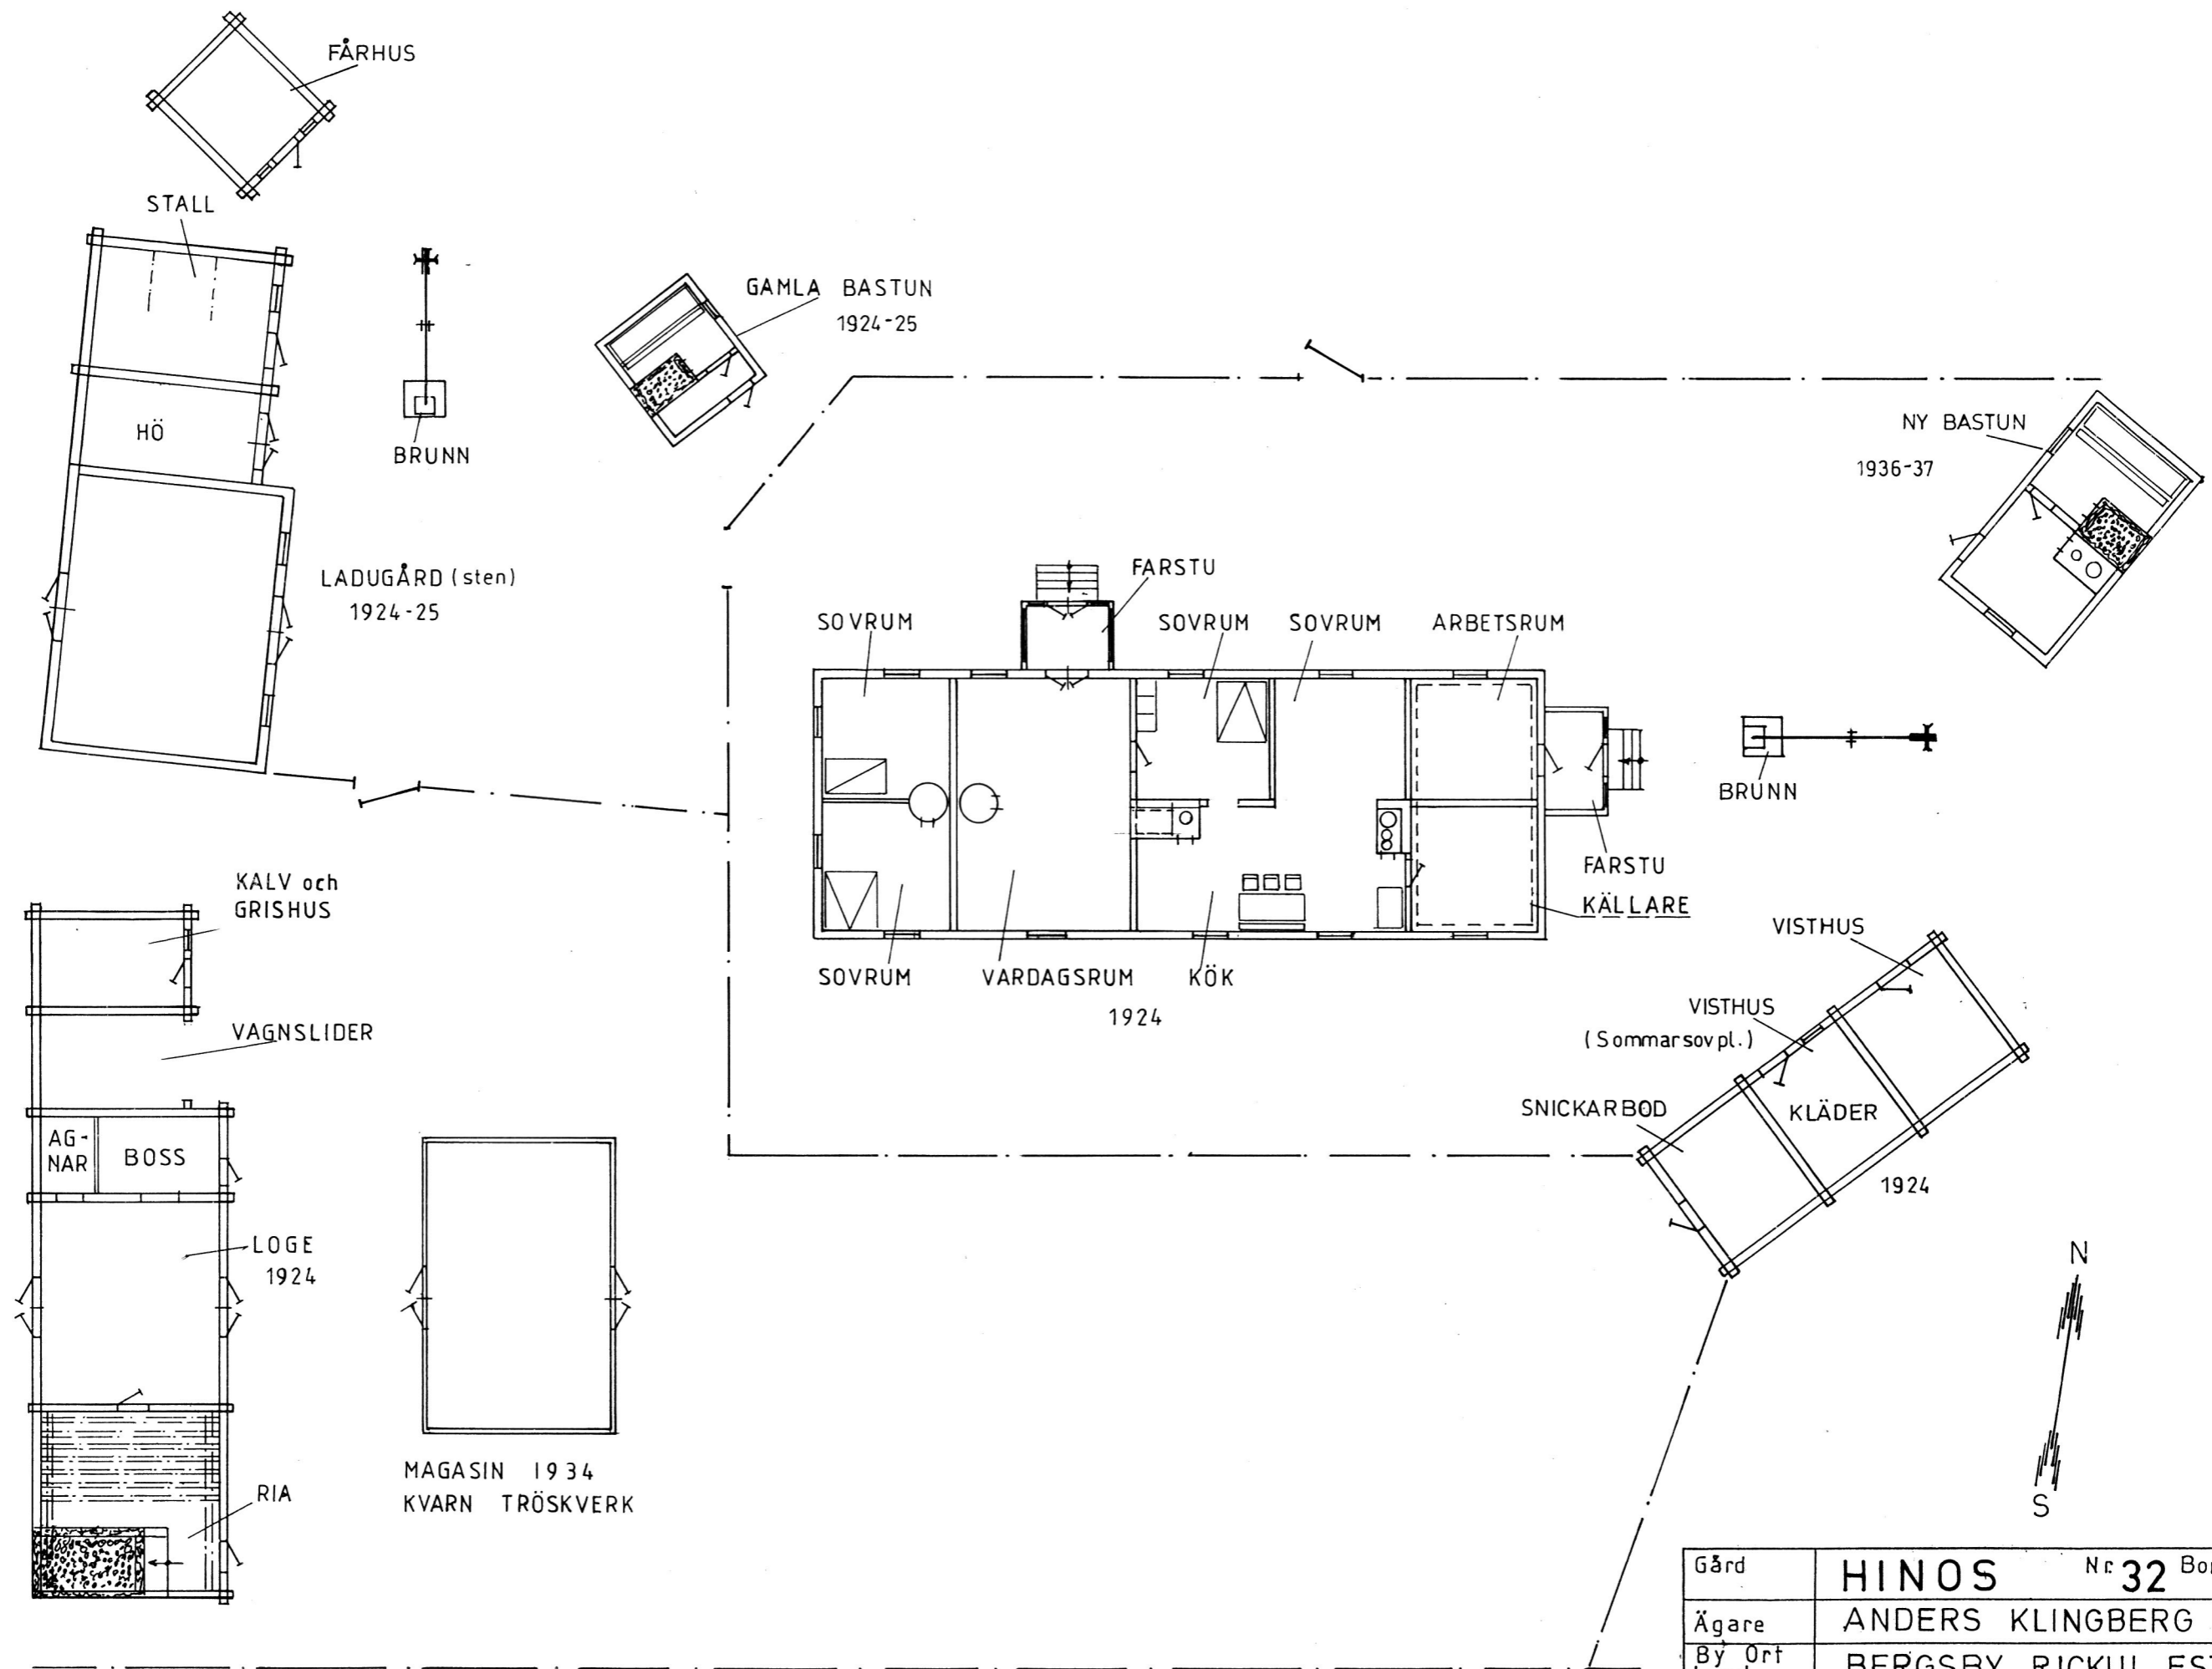 FÅRHUS
STALL
GAMLA BASTUN
1924-25
HÖ
BRUNN
NY BASTUN
1936-37
LADUGÅRD (sten)
1924-25
FARSTU
SOVRUM
SOVRUM
SOVRUM
ARBETSRUM
BRUNN
FARSTU
KÄLLARE
KALV och
GRISHUS
SOVRUM
VARDAGSRUM
KÖK
1924
VISTHUS
VISTHUS
(Sommarsovpl.)
VAGNSLIDER
SNICKARBOD
KLÄDER
1924
AG-
NAR
BOSS
LOGE
1924
N
S
MAGASIN 1934
KVARN TRÖSKVERK
RIA
Gård HINOS Nr. 32
Ägare ANDERS KLINGBERG
By Ort BERGSBY RICKUL